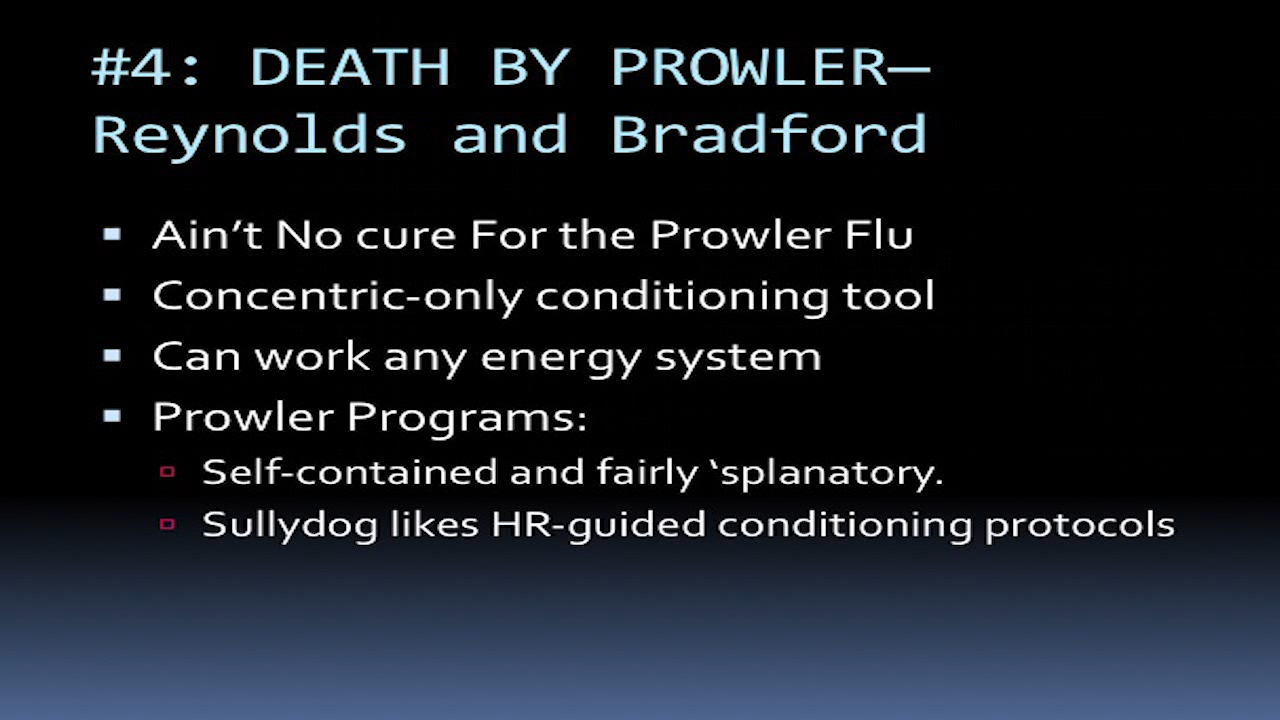 #4: DEATH BY PROWLER—
Reynolds and Bradford
Ain’t No cure For the Prowler Flu
Concentric-only conditioning tool
Can work any energy system
Prowler Programs:
Self-contained and fairly ‘splanatory.
Sullydog likes HR-guided conditioning protocols